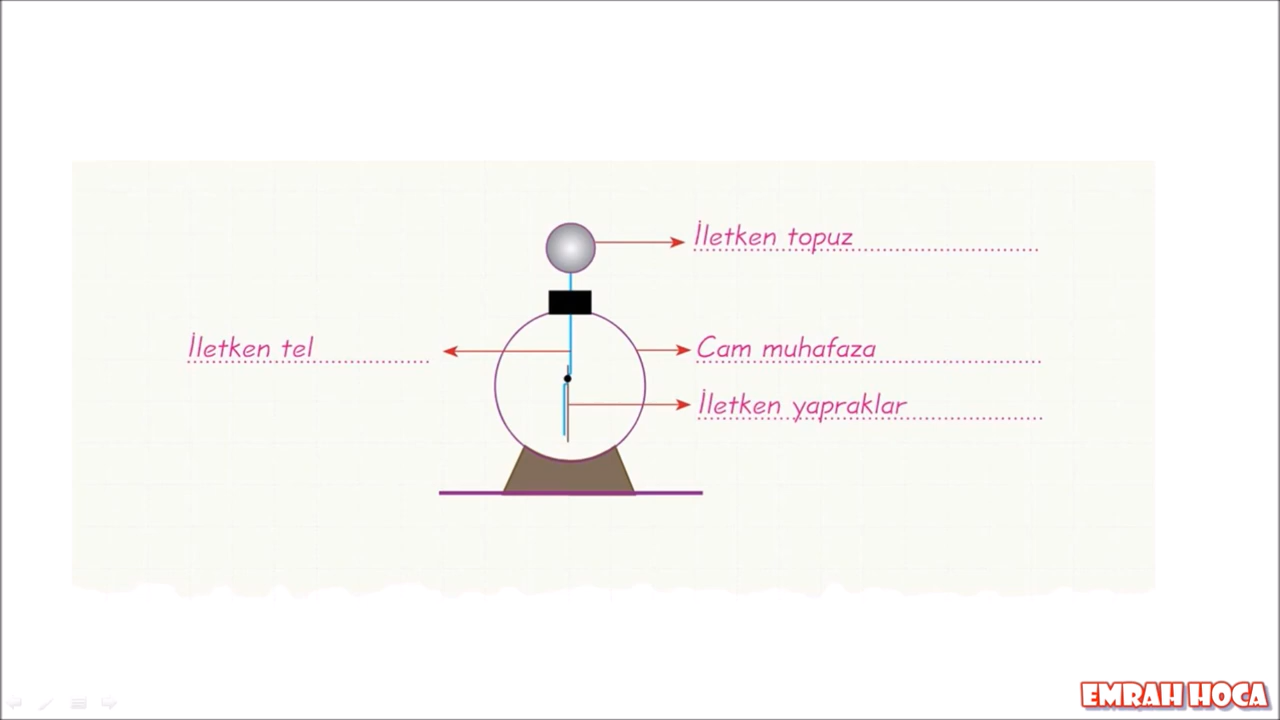 İletken topuz
İletken tel
Cam muhafaza
İletken yapraklar
EMRAH HOCA